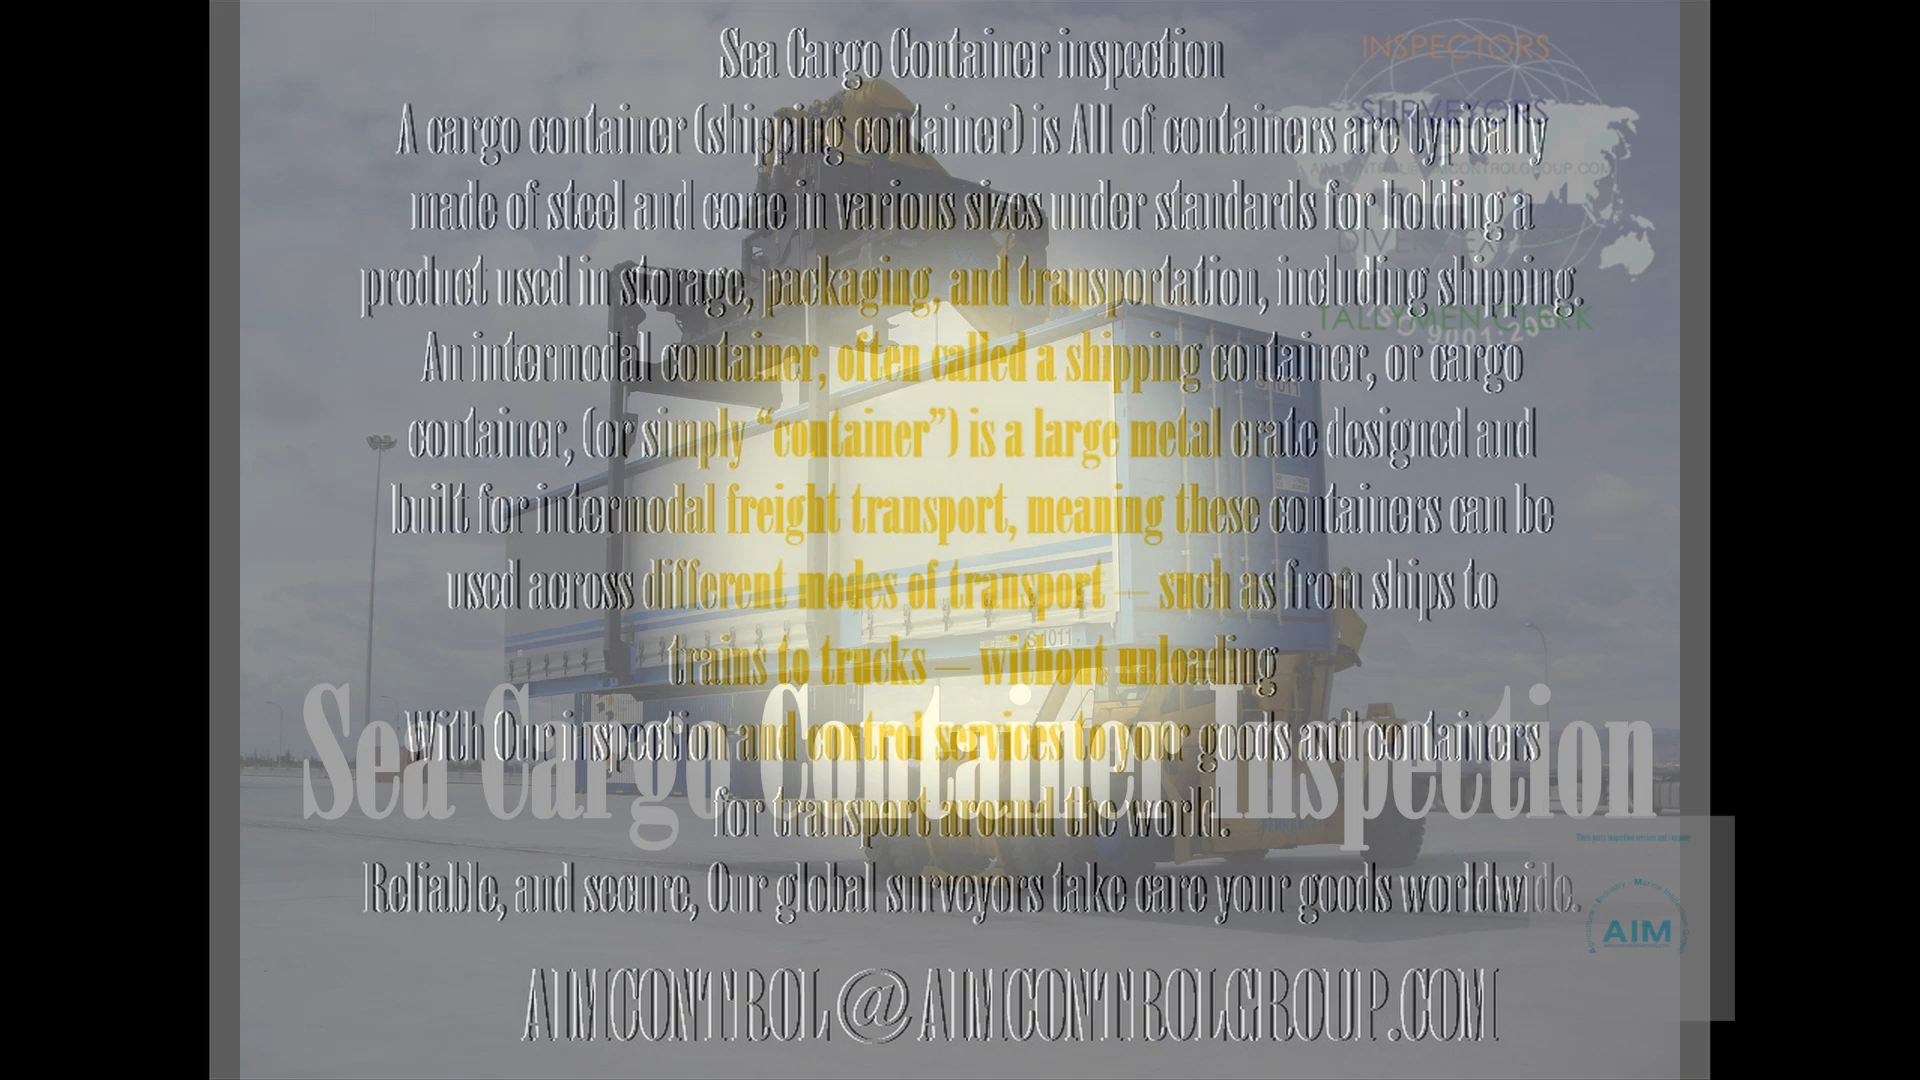 Sea Cargo Container inspection
A cargo container (shipping container) is All of containers are typically
made of steel and come in various sizes under standards for holding a
product used in storage, packaging, and transportation, including shipping.
An intermodal container, often called a shipping container, or cargo
container, (or simply “container”) is a large metal crate designed and
built for intermodal freight transport, meaning these containers can be
used across different modes of transport — such as from ships to
trains to trucks — without unloading
With Our inspection and control services to your goods and containers
for transport around the world.
Reliable, and secure, Our global surveyors take care your goods worldwide.
AIMCONTROL@AIMCONTROLGROUP.COM
Sea Cargo Container Inspection
INSPECTORS
SURVEYORS
AIMCONTROL@AIMCONTROLGROUP.COM
TALLYMEN CLERK
S 1011
AIM